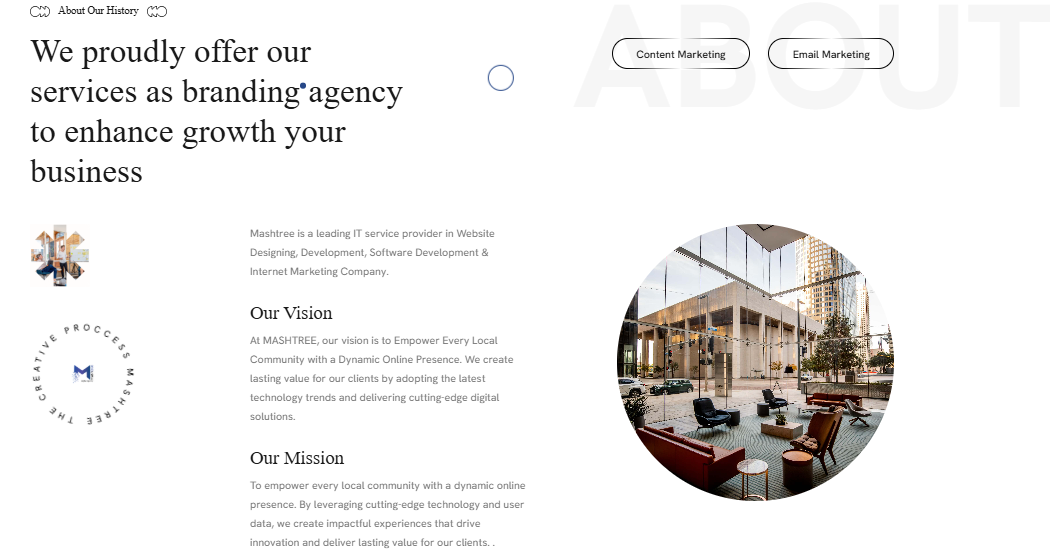 About Our History
ABOUT
We proudly offer our
services as branding agency
to enhance growth your
business
Content Marketing
Email Marketing
Mashtree is a leading IT service provider in Website
Designing, Development, Software Development &
Internet Marketing Company.
THE CREATIVE PROCCESS MASHTREE
M
Our Vision
At MASHTREE, our vision is to Empower Every Local
Community with a Dynamic Online Presence. We create
lasting value for our clients by adopting the latest
technology trends and delivering cutting-edge digital
solutions.
Our Mission
To empower every local community with a dynamic online
presence. By leveraging cutting-edge technology and user
data, we create impactful experiences that drive
innovation and deliver lasting value for our clients. .